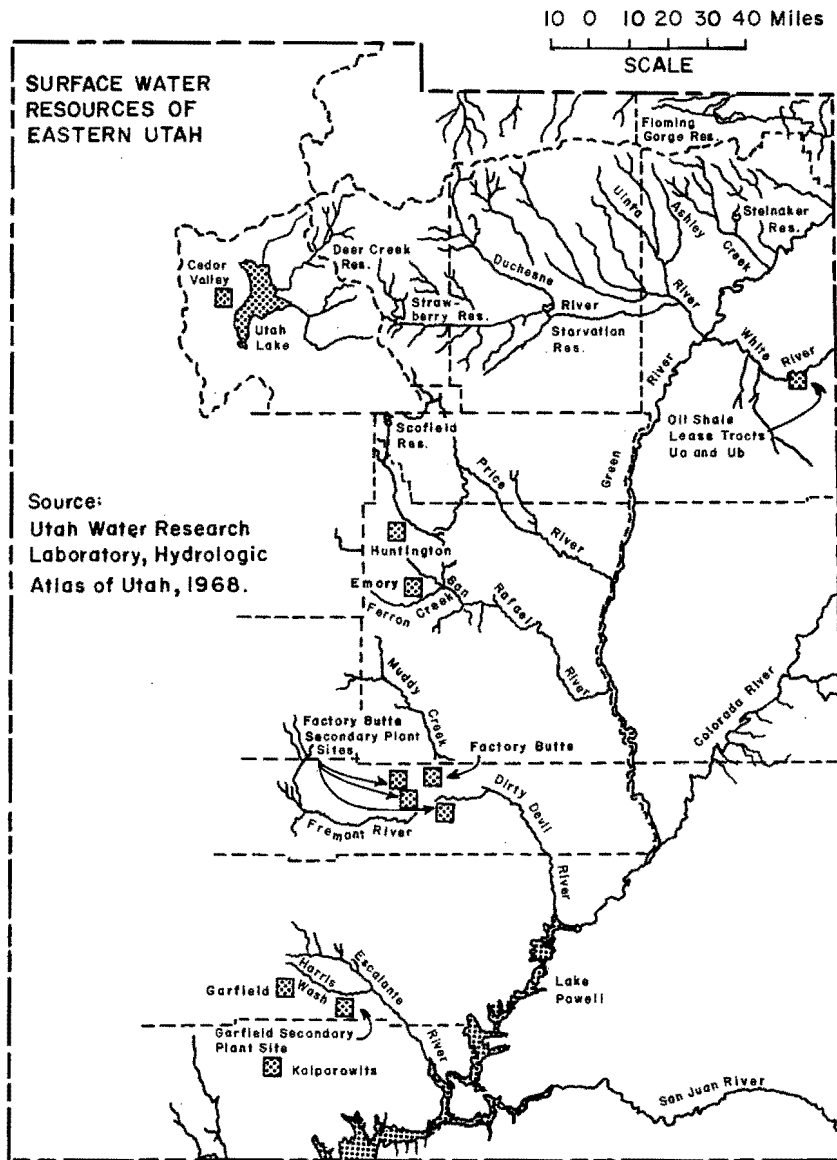 10 0 10 20 30 40 Miles
SCALE
SURFACE WATER
RESOURCES OF
EASTERN UTAH
Floming
Gorge Res.
Uinta
Ashley
Creek
Steinaker
Res.
Deer Creek
Res.
Cedor
Valley
Utah
Lake
Duchesne
River
River
Straw-
berry Res.
Starvation
Res.
White
River
River
Green
Oil Shale
Lease Tracts
Ua and Ub
Scofield
Res.
Price
River
Source:
Utah Water Research
Laboratory, Hydrologic
Atlas of Utah, 1968.
Huntington
Emory
Ferron Creek
San
Rafael
River
Muddy
Creek
Colorado River
Factory Butte
Secondary Plant
Sites
Factory Butte
Dirty Devil
River
Fremant River
Escalante
River
Harris
Wash
Garfield
Garfield Secondary
Plant Site
Kaiparowits
Lake
Powell
San Juan River